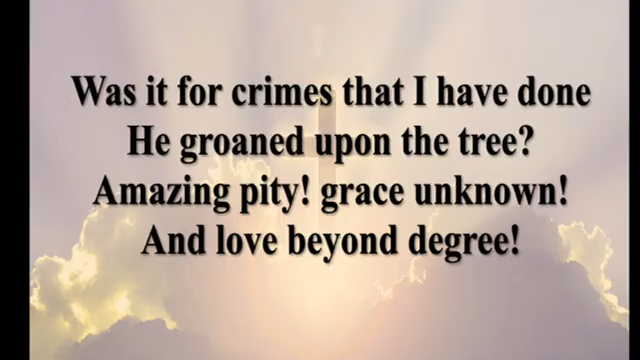 Was it for crimes that I have done
He groaned upon the tree?
Amazing pity! grace unknown!
And love beyond degree!